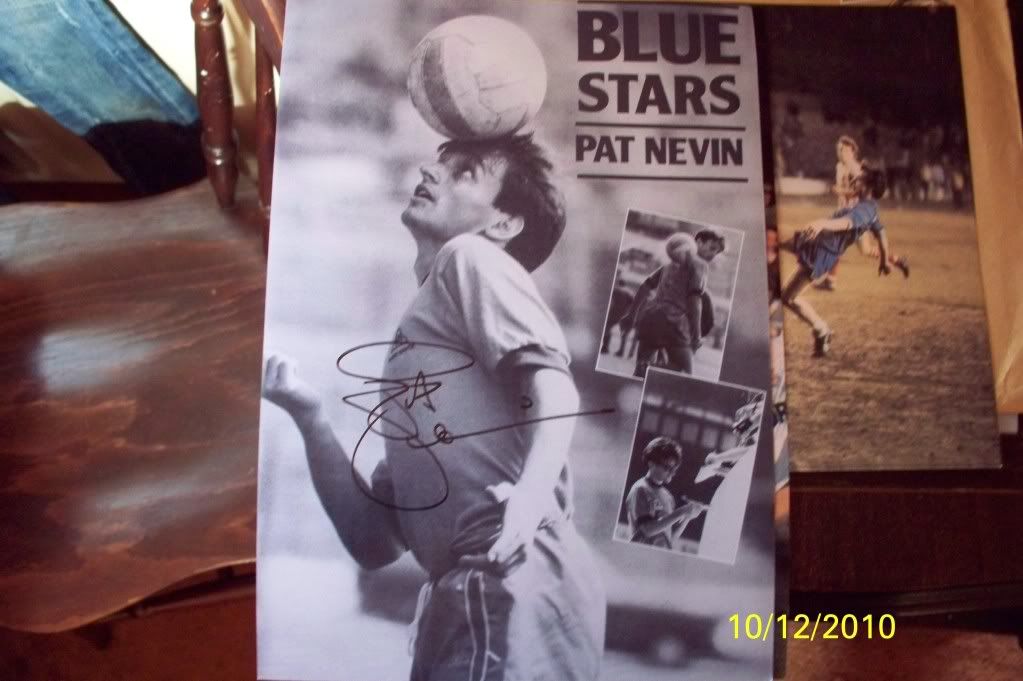 BLUE
STARS
PAT NEVIN
10/12/2010